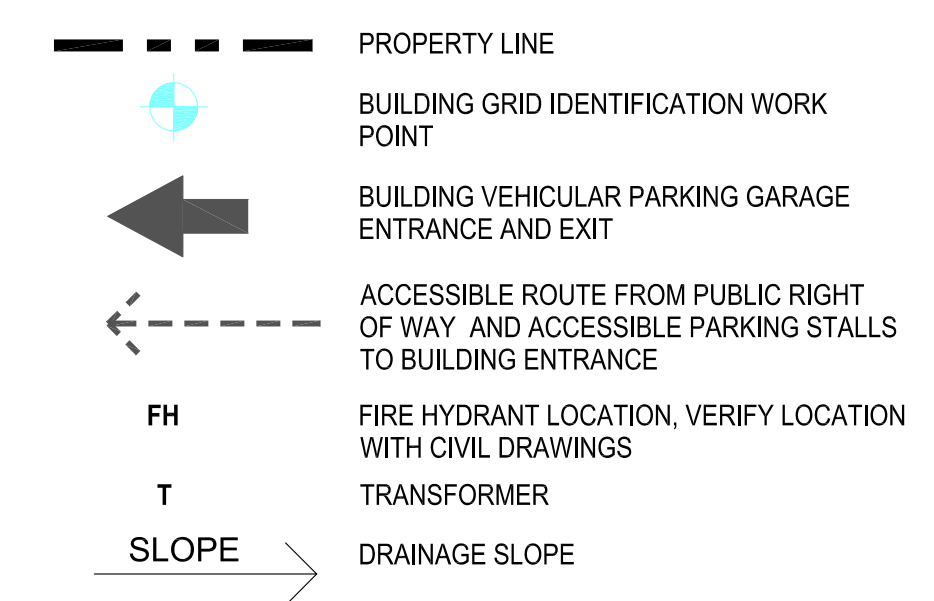 PROPERTY LINE
BUILDING GRID IDENTIFICATION WORK
POINT
BUILDING VEHICULAR PARKING GARAGE
ENTRANCE AND EXIT
ACCESSIBLE ROUTE FROM PUBLIC RIGHT
OF WAY AND ACCESSIBLE PARKING STALLS
TO BUILDING ENTRANCE
FH FIRE HYDRANT LOCATION, VERIFY LOCATION
WITH CIVIL DRAWINGS
T TRANSFORMER
SLOPE DRAINAGE SLOPE